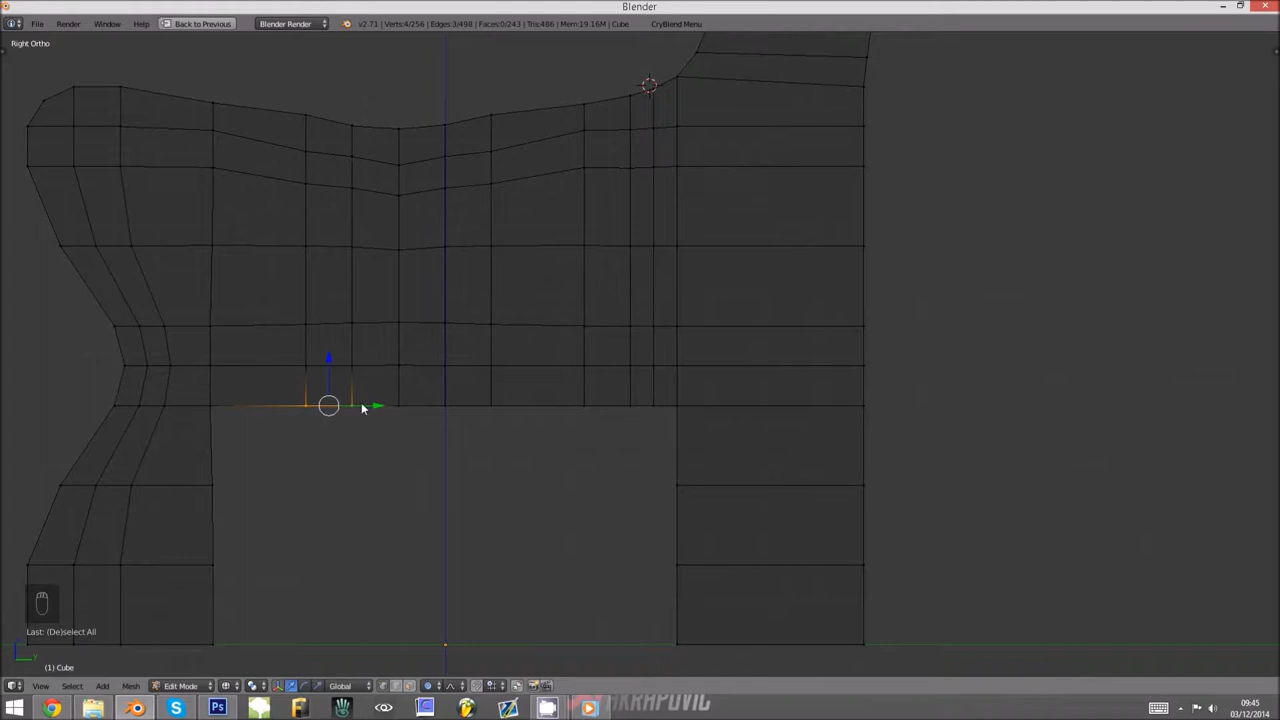 Blender
File Render Window Help Back to Previous Blender Render v2.71 | Verts:4/256 | Edges:3/498 | Faces:0/243 | Tris:486 | Mem:19.16M | Cube CryBlend Menu
Right Ortho
Last: (De)select All
(1) Cube
View Select Add Mesh Edit Mode Global
AKRAPOVIC
09:45
03/12/2014